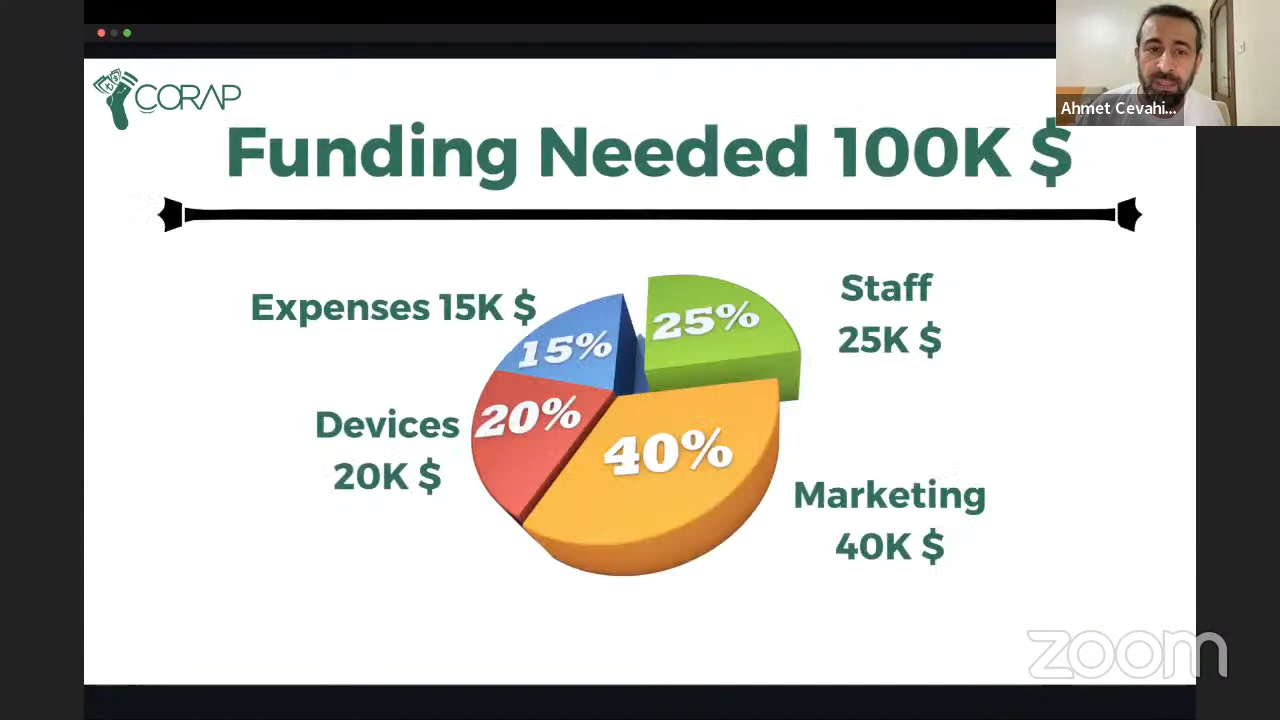 CORAP
Ahmet Cevahi...
Funding Needed 100K $
Expenses 15K $
15%
25%
Staff
25K $
Devices
20K $
20%
40%
Marketing
40K $
zoom